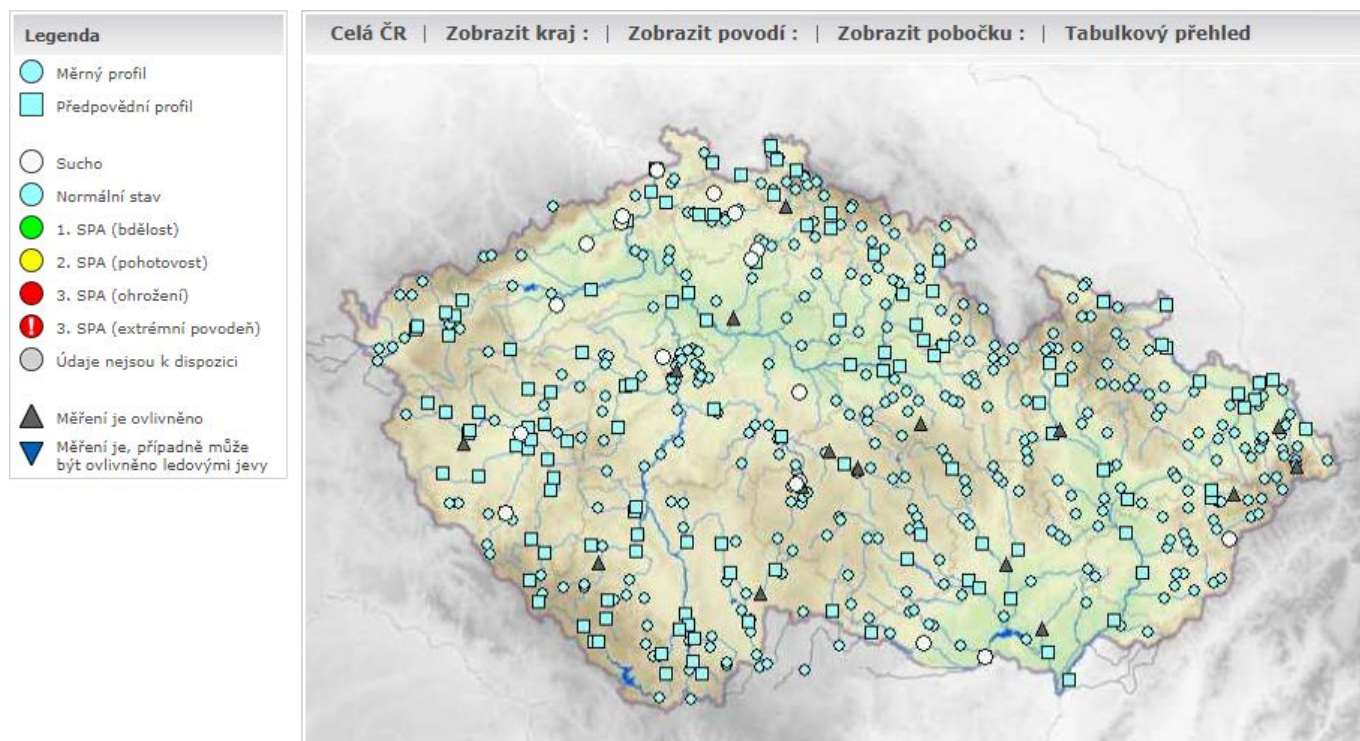 Legenda
Měrný profil
Předpovědní profil
Sucho
Normální stav
1. SPA (bdělost)
2. SPA (pohotovost)
3. SPA (ohrožení)
3. SPA (extrémní povodeň)
Údaje nejsou k dispozici
Měření je ovlivněno
Měření je, případně může
být ovlivněno ledovými jevy
Celá ČR | Zobrazit kraj : | Zobrazit povodí : | Zobrazit pobočku : | Tabulkový přehled